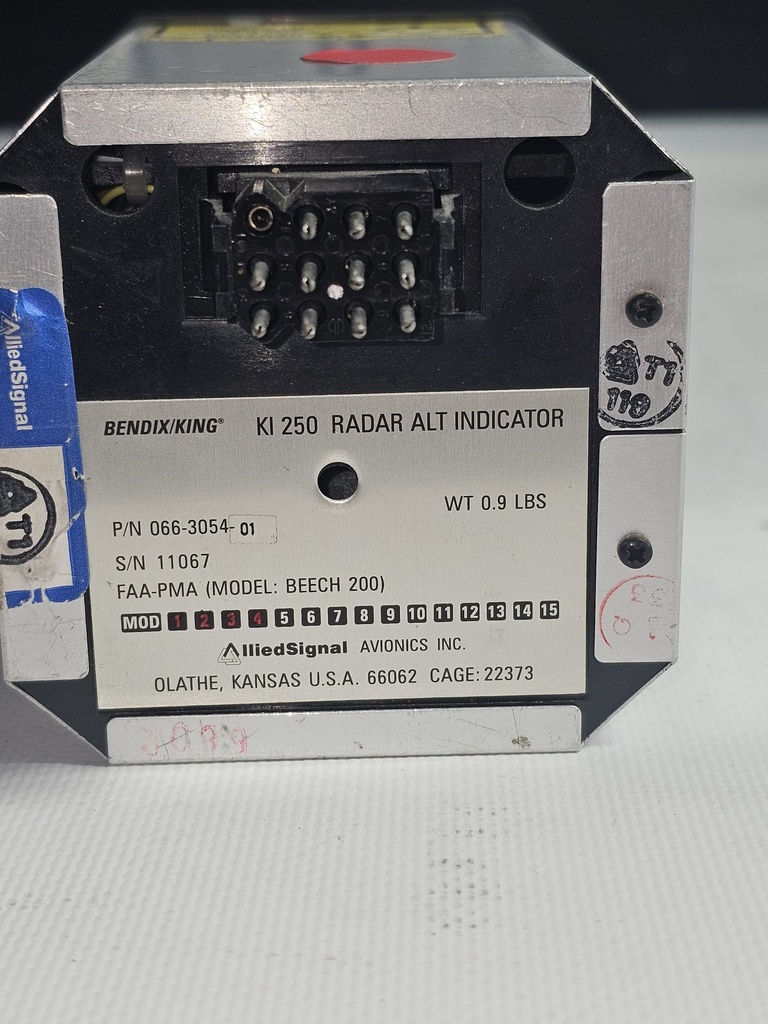 BENDIX/KING® KI 250 RADAR ALT INDICATOR
WT 0.9 LBS
P/N 066-3054-01
S/N 11067
FAA-PMA (MODEL: BEECH 200)
MOD 1 2 3 4 5 6 7 8 9 10 11 12 13 14 15
AlliedSignal AVIONICS INC.
OLATHE, KANSAS U.S.A. 66062 CAGE: 22373
AlliedSignal
T1
T1
110